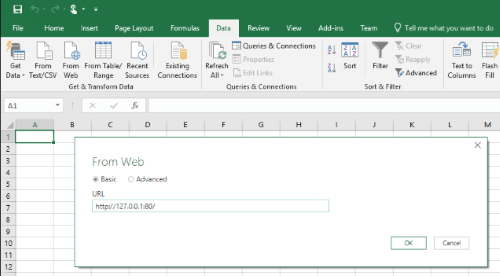 File Home Insert Page Layout Formulas Data Review View Add-ins Team Tell me what you want to do
Get Data From Text/CSV From Web From Table/Range Recent Sources Existing Connections Refresh All Queries & Connections Properties Edit Links Sort Filter Clear Reapply Advanced Text to Columns Flash Fill
Get & Transform Data Queries & Connections Sort & Filter
A1 fx
A B C D E F G H I J K L M
1
2
3
4
5
6
7
8
9
10
11
12
From Web
Basic Advanced
URL
http://127.0.0.1:80/
OK Cancel